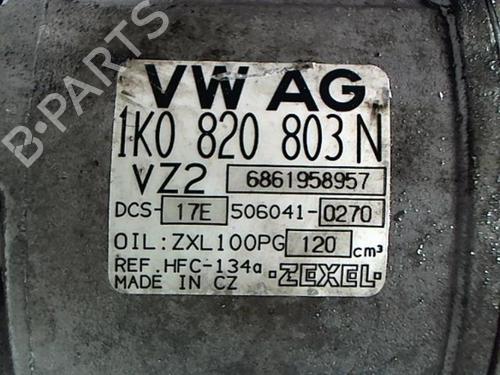 VW AG
1K0 820 803 N
VZ2 6861958957
DCS-17E 506041-0270
OIL:ZXL100PG 120 cm³
REF.HFC-134a ·ZEXEL·
MADE IN CZ
B-PARTS